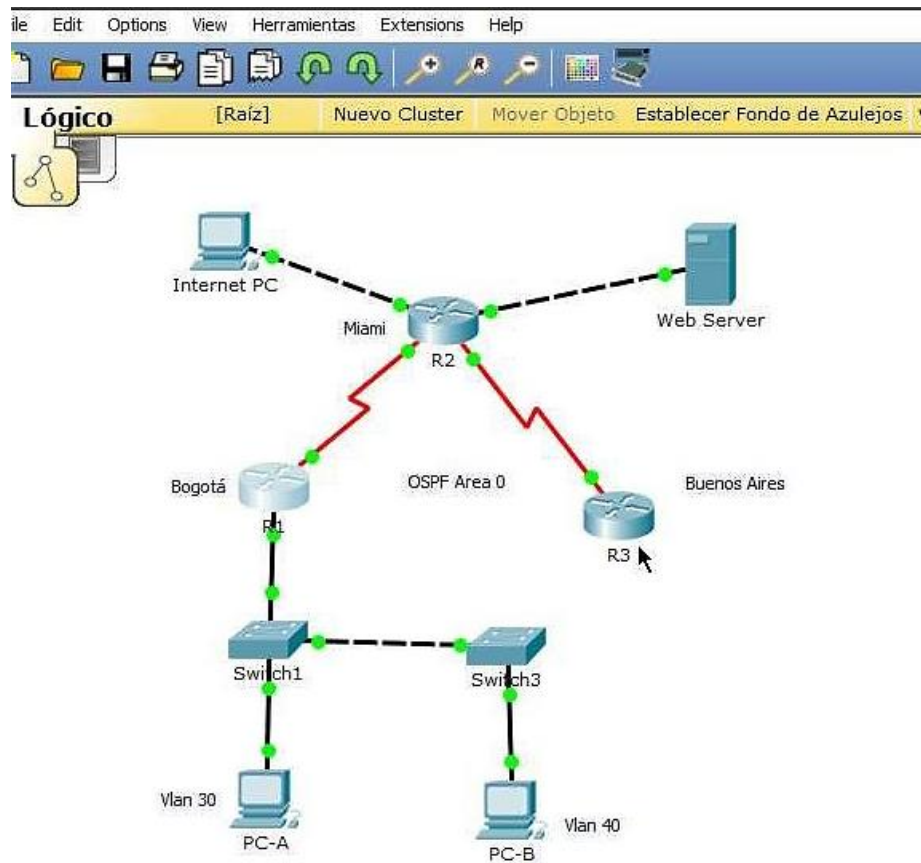 ile Edit Options View Herramientas Extensions Help
R
Lógico [Raíz] Nuevo Cluster Mover Objeto Establecer Fondo de Azulejos
Internet PC
Web Server
Miami
R2
Bogotá
OSPF Area 0
Buenos Aires
R1
R3
Switch1
Switch3
Vlan 30
PC-A
Vlan 40
PC-B